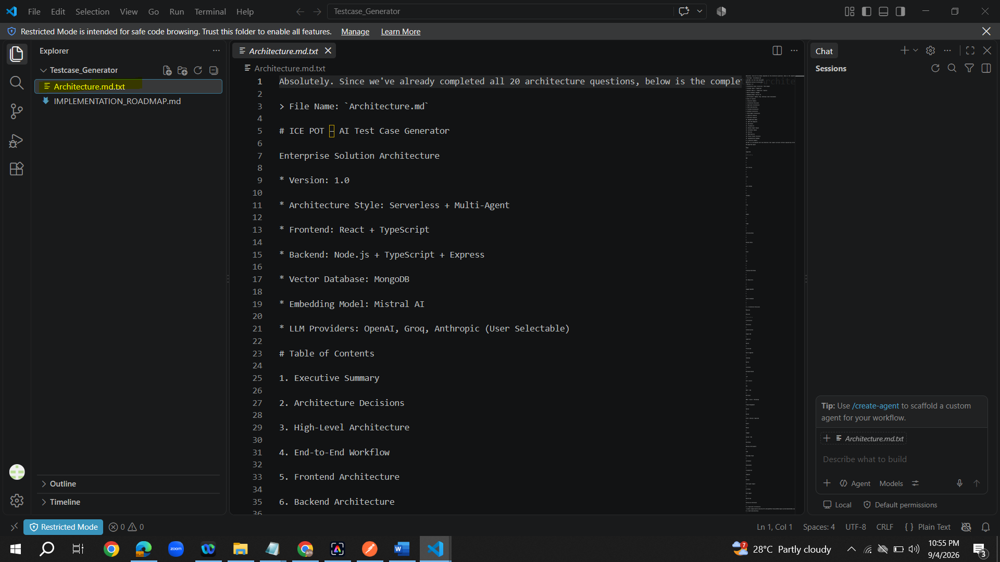 File Edit Selection View Go Run Terminal Help
Testcase_Generator
Restricted Mode is intended for safe code browsing. Trust this folder to enable all features. Manage Learn More
Explorer
Testcase_Generator
Architecture.md.txt
IMPLEMENTATION_ROADMAP.md
Outline
Timeline
Architecture.md.txt
Architecture.md.txt
1 Absolutely. Since we've already completed all 20 architecture questions, below is the complet
2
3 > File Name: `Architecture.md`
4
5 # ICE POT – AI Test Case Generator
6
7 Enterprise Solution Architecture
8
9 * Version: 1.0
10
11 * Architecture Style: Serverless + Multi-Agent
12
13 * Frontend: React + TypeScript
14
15 * Backend: Node.js + TypeScript + Express
16
17 * Vector Database: MongoDB
18
19 * Embedding Model: Mistral AI
20
21 * LLM Providers: OpenAI, Groq, Anthropic (User Selectable)
22
23 # Table of Contents
24
25 1. Executive Summary
26
27 2. Architecture Decisions
28
29 3. High-Level Architecture
30
31 4. End-to-End Workflow
32
33 5. Frontend Architecture
34
35 6. Backend Architecture
36
Chat
Sessions
Tip: Use /create-agent to scaffold a custom
agent for your workflow.
Architecture.md.txt
Describe what to build
Agent Models
Local Default permissions
Restricted Mode 0 0
Ln 1, Col 1 Spaces: 4 UTF-8 CRLF { } Plain Text
zoom
am
W
7
28°C Partly cloudy
10:55 PM
9/4/2026
3